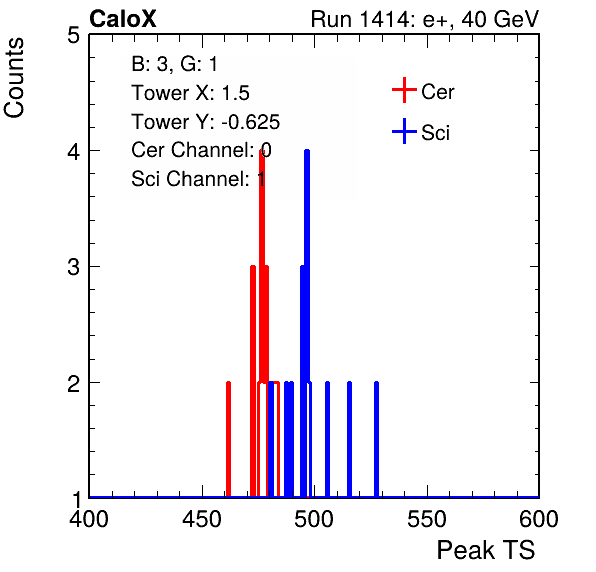 CaloX Run 1414: e+, 40 GeV
Counts
B: 3, G: 1
Tower X: 1.5
Tower Y: -0.625
Cer Channel: 0
Sci Channel: 1
Cer
Sci
5
4
3
2
1
400 450 500 550 600
Peak TS